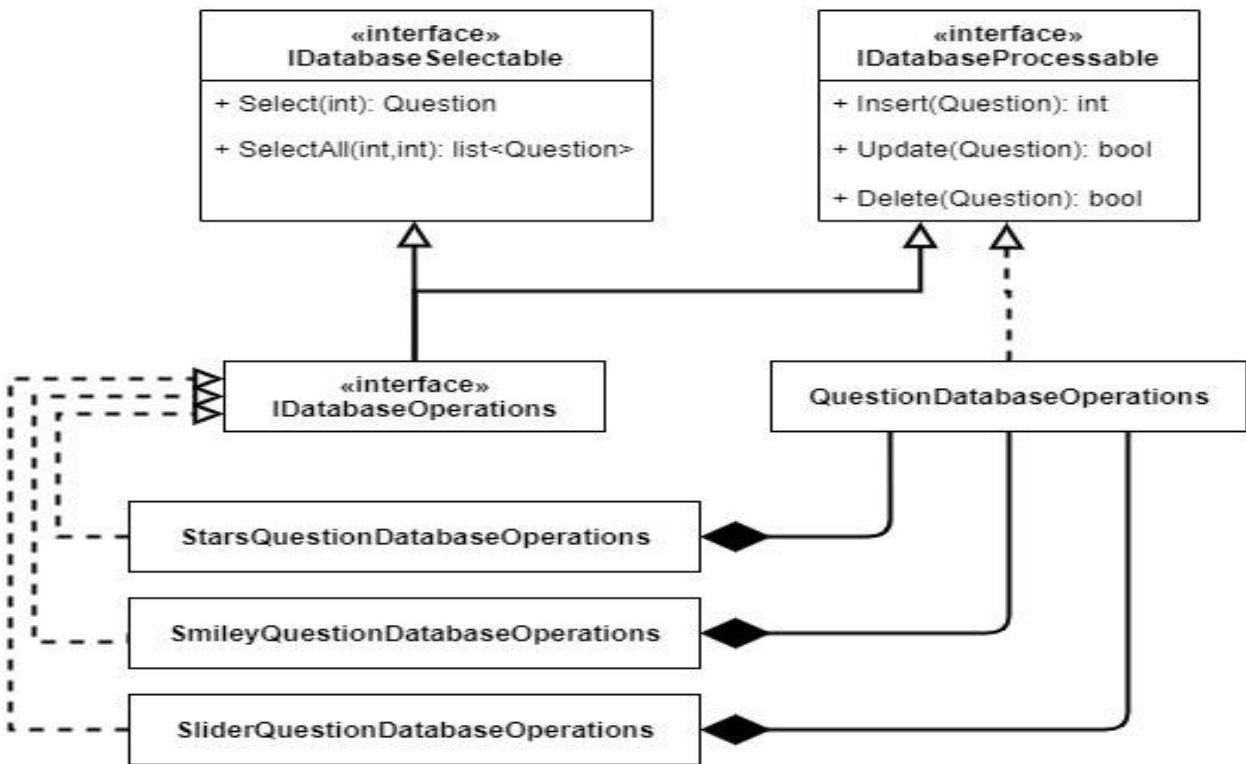 «interface»
IDatabaseSelectable
+ Select(int): Question
+ SelectAll(int,int): list<Question>
«interface»
IDatabaseProcessable
+ Insert(Question): int
+ Update(Question): bool
+ Delete(Question): bool
«interface»
IDatabaseOperations
QuestionDatabaseOperations
StarsQuestionDatabaseOperations
SmileyQuestionDatabaseOperations
SliderQuestionDatabaseOperations